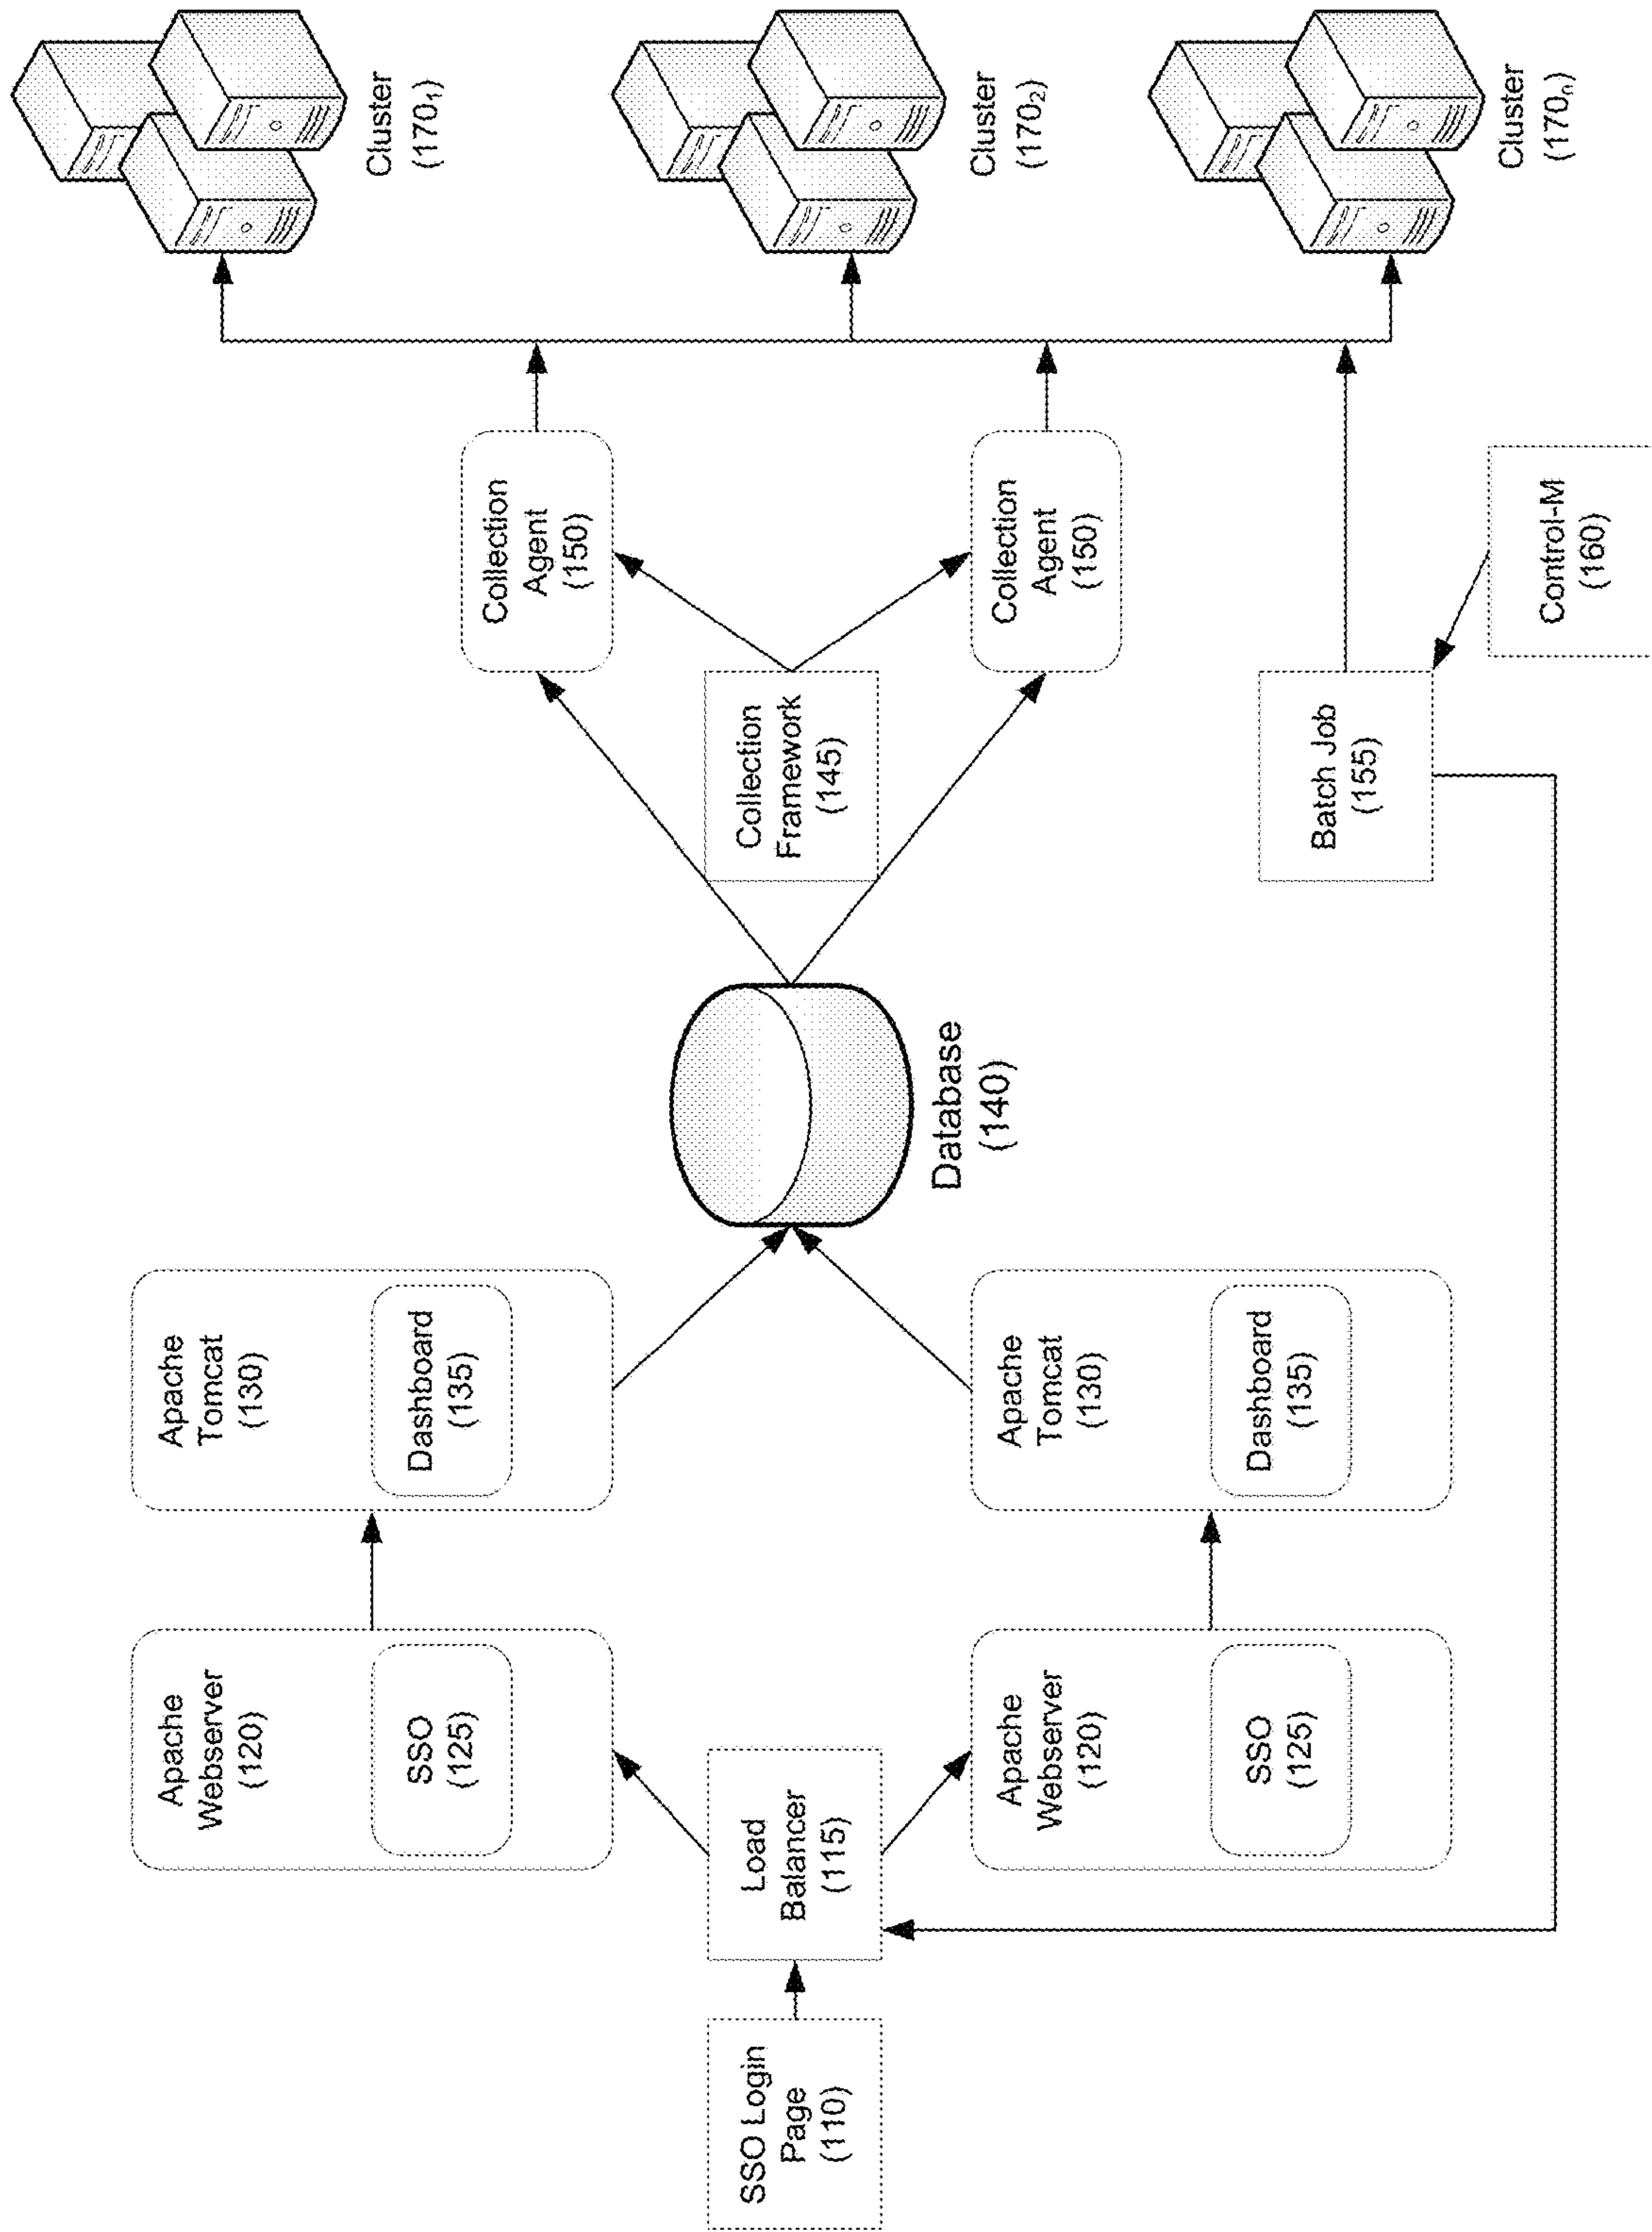 SSO Login
Page
(110)
Load
Balancer
(115)
Apache
Webserver
(120)
SSO
(125)
Apache
Webserver
(120)
SSO
(125)
Apache
Tomcat
(130)
Dashboard
(135)
Apache
Tomcat
(130)
Dashboard
(135)
Database
(140)
Collection
Framework
(145)
Collection
Agent
(150)
Collection
Agent
(150)
Batch Job
(155)
Control-M
(160)
Cluster
(170₁)
Cluster
(170₂)
Cluster
(170ₙ)